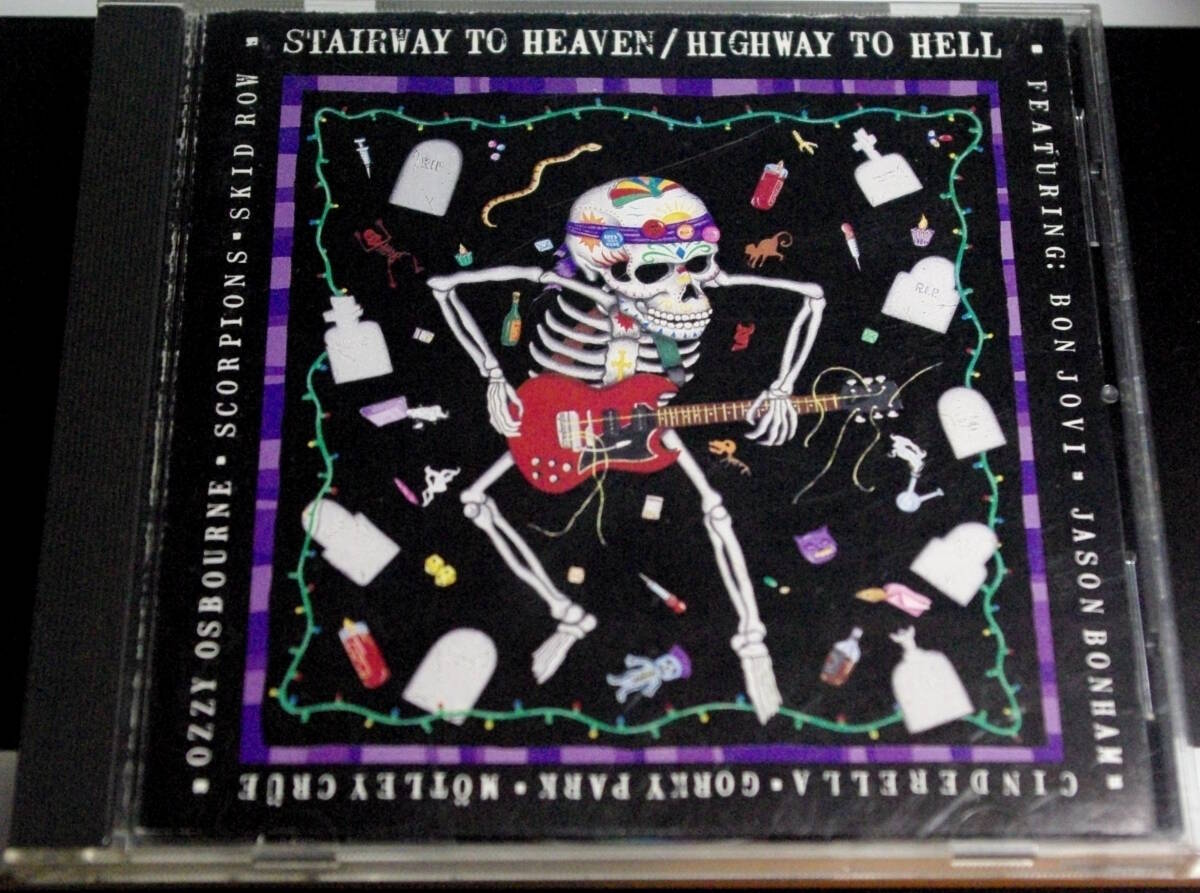 STAIRWAY TO HEAVEN/HIGHWAY TO HELL
FEATURING: BON JOVI ▪ JASON BONHAM ▪
CINDERELLA ▪ GORKY PARK ▪ MÖTLEY CRÜE
▪ OZZY OSBOURNE ▪ SCORPIONS ▪ SKID ROW ▪
R.I.P.